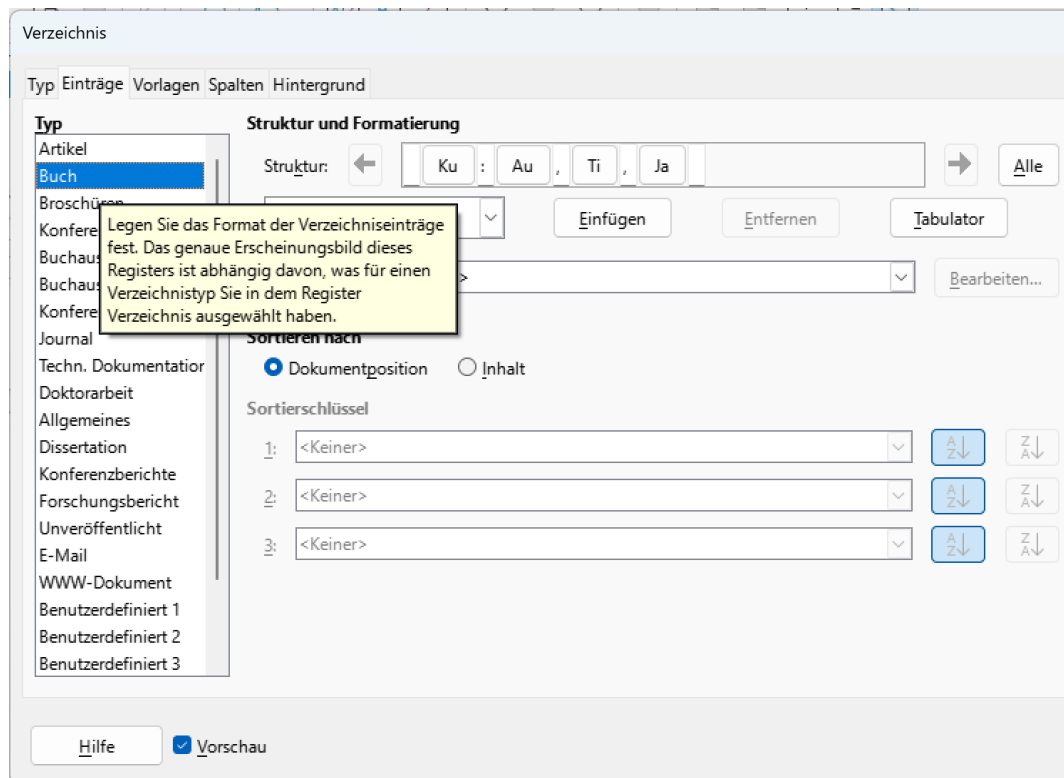 Verzeichnis
Typ Einträge Vorlagen Spalten Hintergrund
Typ
Artikel
Buch
Broschüren
Konfere
Buchaus
Buchaus
Konfere
Journal
Techn. Dokumentation
Doktorarbeit
Allgemeines
Dissertation
Konferenzberichte
Forschungsbericht
Unveröffentlicht
E-Mail
WWW-Dokument
Benutzerdefiniert 1
Benutzerdefiniert 2
Benutzerdefiniert 3
Legen Sie das Format der Verzeichniseinträge
fest. Das genaue Erscheinungsbild dieses
Registers ist abhängig davon, was für einen
Verzeichnistyp Sie in dem Register
Verzeichnis ausgewählt haben.
Struktur und Formatierung
Struktur: Ku : Au , Ti , Ja Alle
Einfügen Entfernen Tabulator
> Bearbeiten...
Sortieren nach
Dokumentposition Inhalt
Sortierschlüssel
1: <Keiner>
2: <Keiner>
3: <Keiner>
Hilfe Vorschau